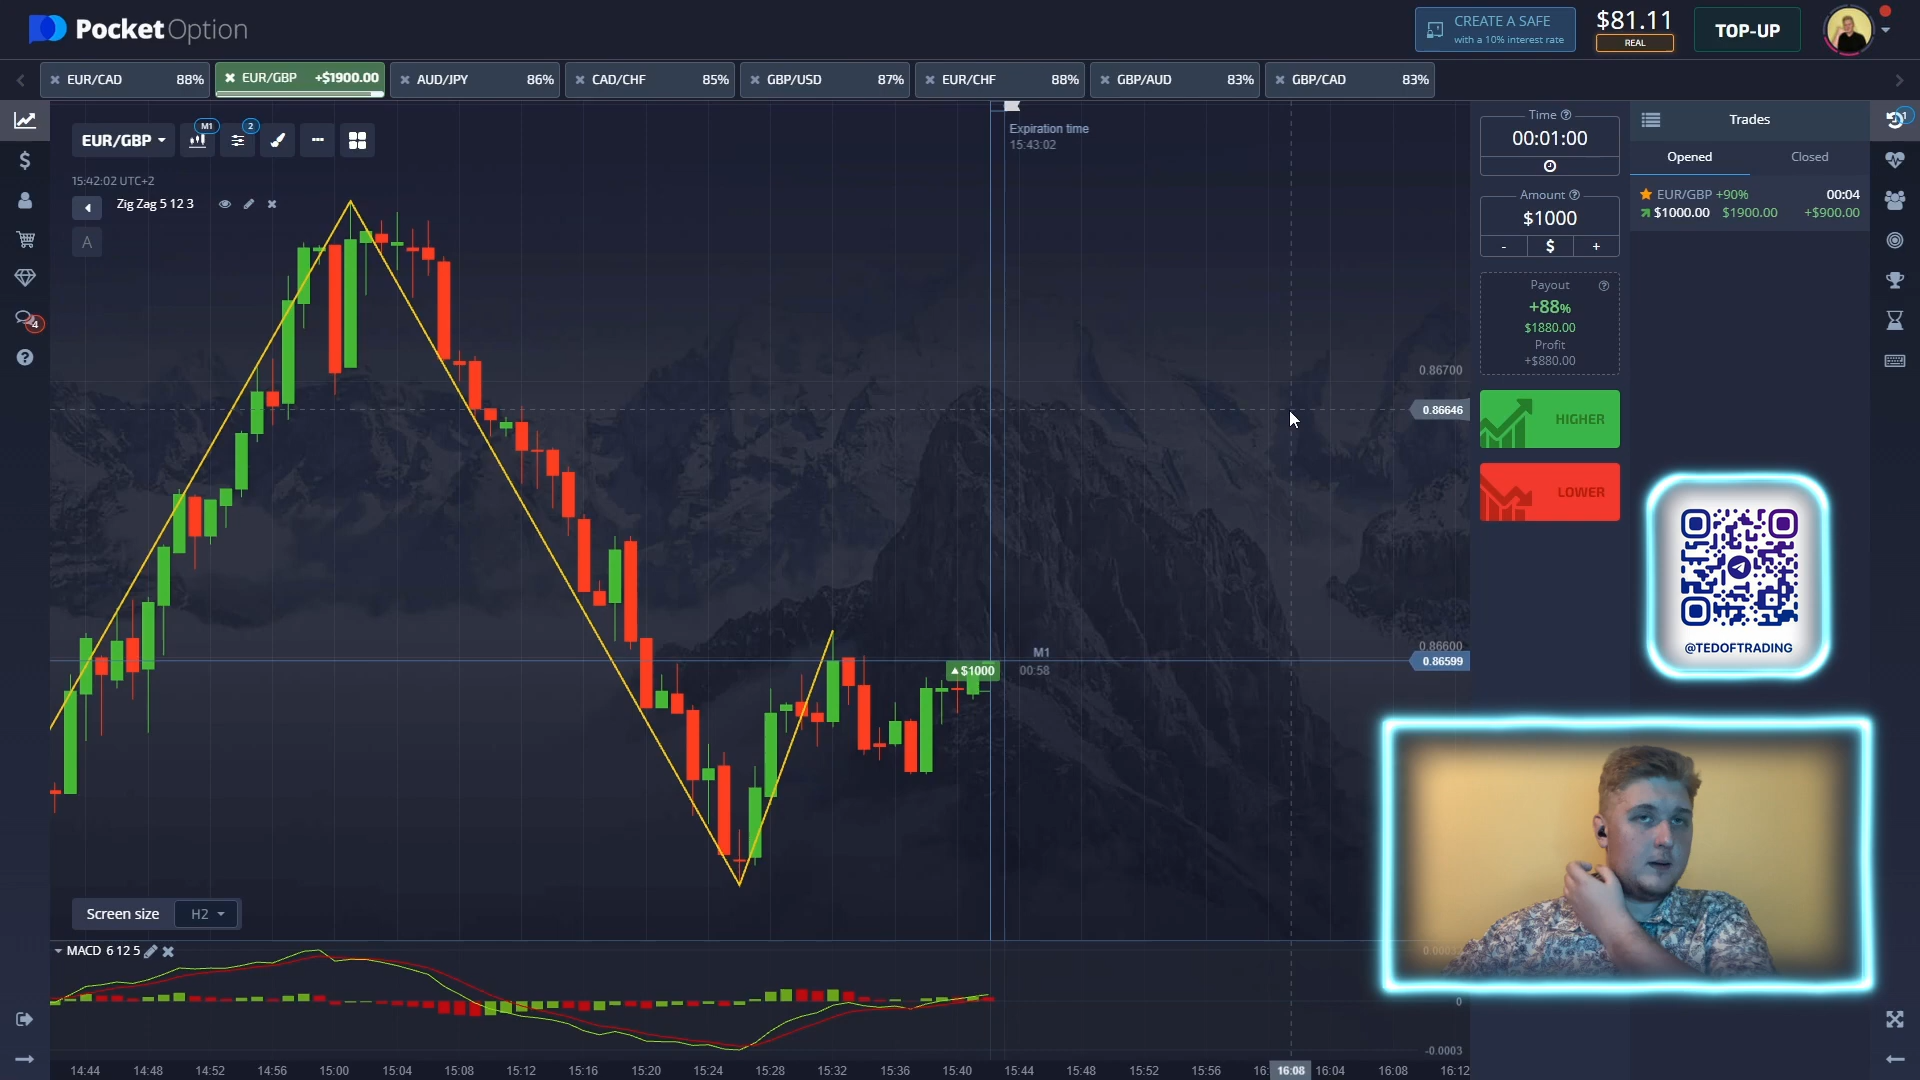 PocketOption
CREATE A SAFE
with a 10% interest rate
$81.11
REAL
TOP-UP
EUR/CAD 88%
EUR/GBP +$1900.00
AUD/JPY 86%
CAD/CHF 85%
GBP/USD 87%
EUR/CHF 88%
GBP/AUD 83%
GBP/CAD 83%
EUR/GBP
M1
2
15:42:02 UTC+2
Zig Zag 5 12 3
A
4
Expiration time
15:43:02
0.86700
0.86646
0.86600
0.86599
M1
00:58
$1000
Screen size H2
MACD 6 12 5
0
-0.0003
14:44 14:48 14:52 14:56 15:00 15:04 15:08 15:12 15:16 15:20 15:24 15:28 15:32 15:36 15:40 15:44 15:48 15:52 15:56 16: 16:08 16:04 16:08 16:12
Time
00:01:00
Amount
$1000
- $ +
Payout
+88%
$1880.00
Profit
+$880.00
HIGHER
LOWER
Trades
Opened Closed
EUR/GBP +90% 00:04
$1000.00 $1900.00 +$900.00
1
@TEDOFTRADING